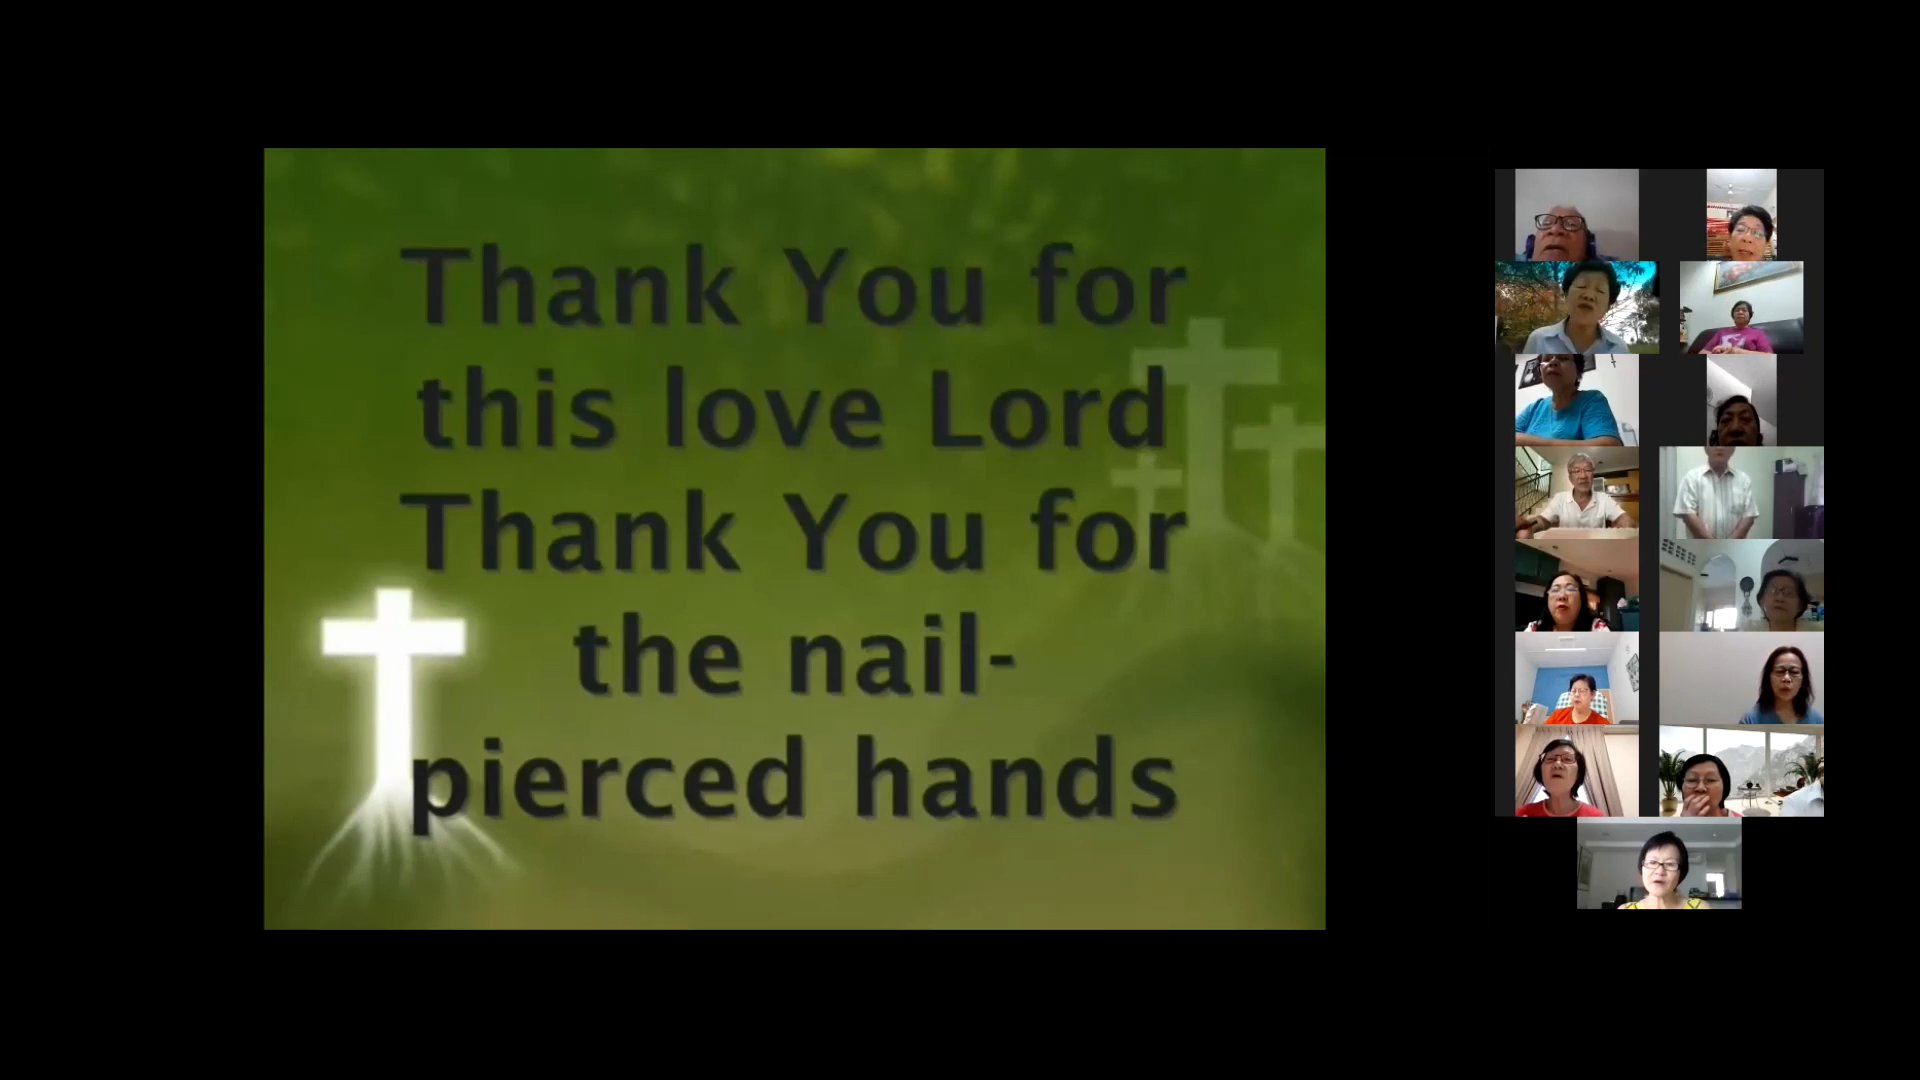 Thank You for
this love Lord
Thank You for
the nail-
pierced hands